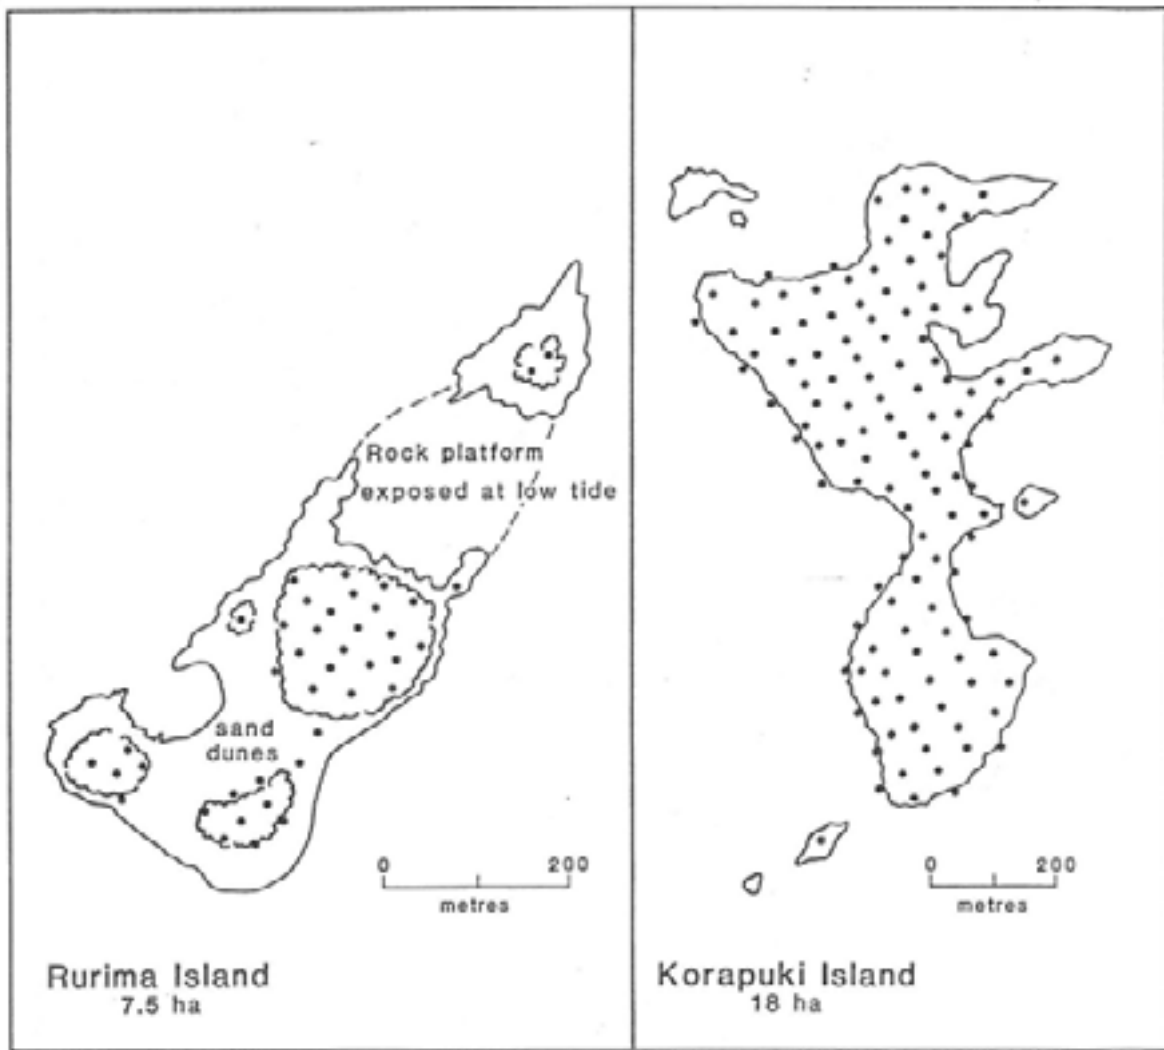 Rock platform
exposed at low tide
sand
dunes
0 200
metres
Rurima Island
7.5 ha
0 200
metres
Korapuki Island
18 ha